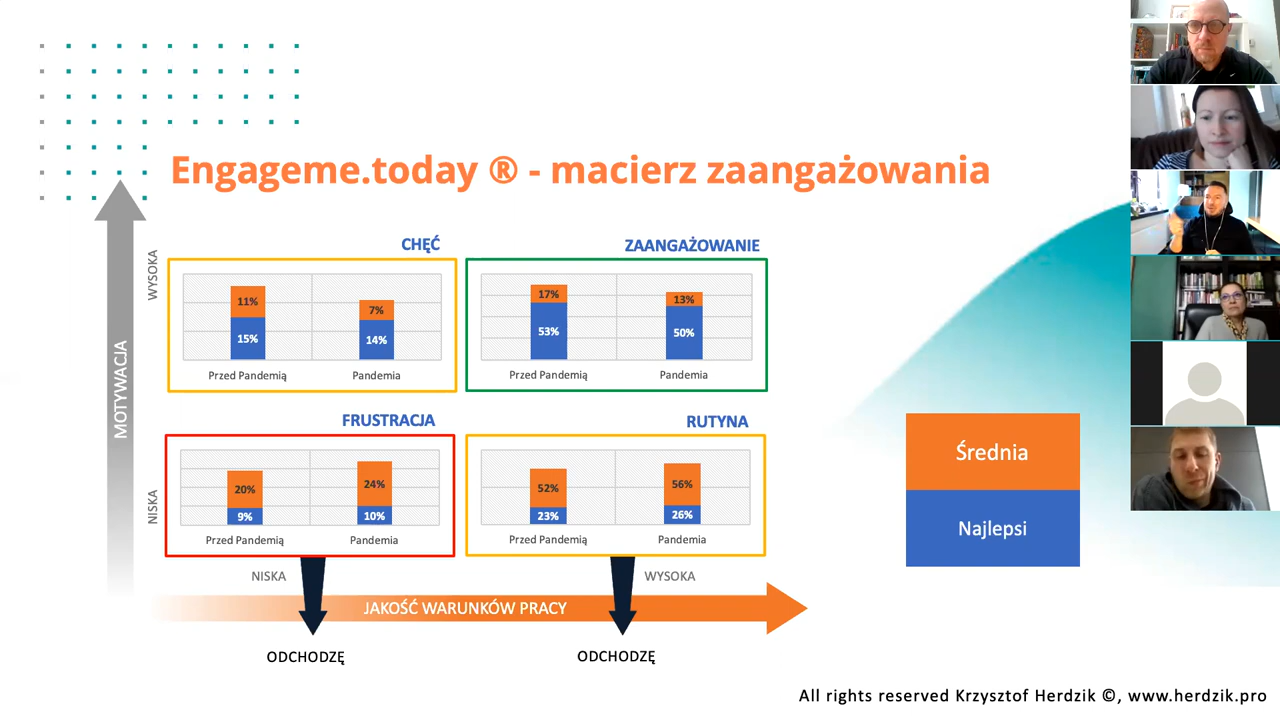 Engageme.today ® - macierz zaangażowania
MOTYWACJA
WYSOKA
NISKA
CHĘĆ
11%
15%
7%
14%
Przed Pandemią
Pandemia
ZAANGAŻOWANIE
17%
53%
13%
50%
Przed Pandemią
Pandemia
FRUSTRACJA
20%
9%
24%
10%
Przed Pandemią
Pandemia
RUTYNA
52%
23%
56%
26%
Przed Pandemią
Pandemia
NISKA
WYSOKA
JAKOŚĆ WARUNKÓW PRACY
ODCHODZĘ
ODCHODZĘ
Średnia
Najlepsi
All rights reserved Krzysztof Herdzik ©, www.herdzik.pro